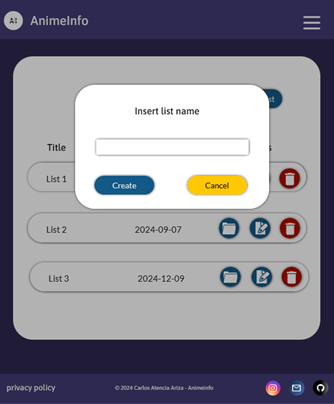 AI
AnimeInfo
st
Insert list name
Title
s
Create
Cancel
List 1
List 2
2024-09-07
List 3
2024-12-09
privacy policy
© 2024 Carlos Atencia Ariza - Animeinfo